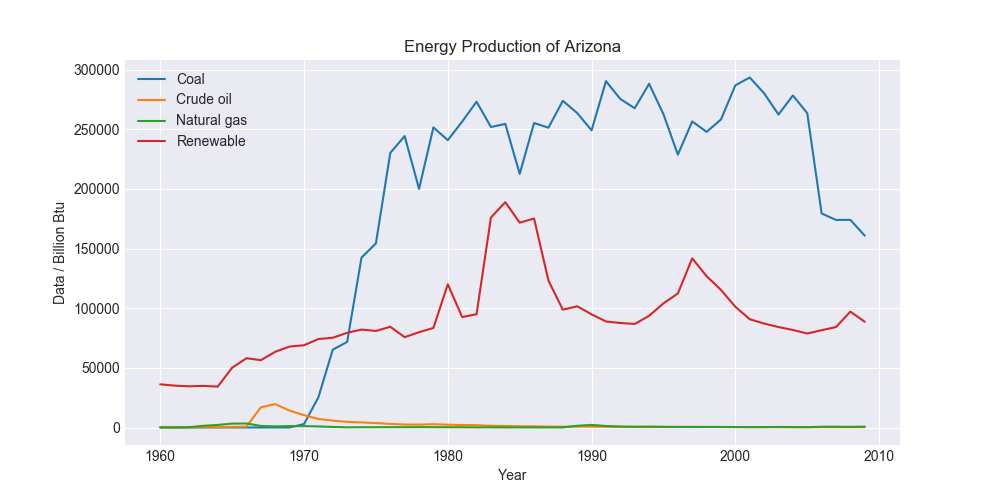 Energy Production of Arizona
300000
250000
200000
150000
100000
50000
0
Data / Billion Btu
Coal
Crude oil
Natural gas
Renewable
1960 1970 1980 1990 2000 2010
Year